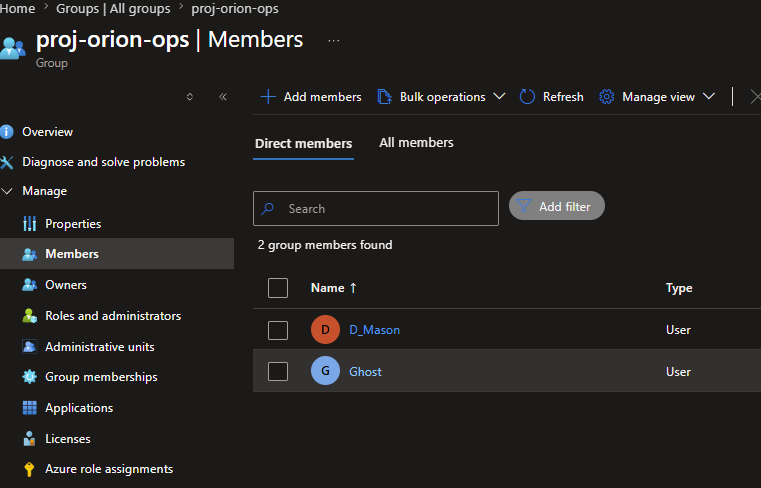 Home > Groups | All groups > proj-orion-ops
proj-orion-ops | Members ...
Group
Add members Bulk operations Refresh Manage view
Overview
Diagnose and solve problems
Manage
Properties
Members
Owners
Roles and administrators
Administrative units
Group memberships
Applications
Licenses
Azure role assignments
Direct members All members
Search Add filter
2 group members found
Name ↑ Type
D D_Mason User
G Ghost User